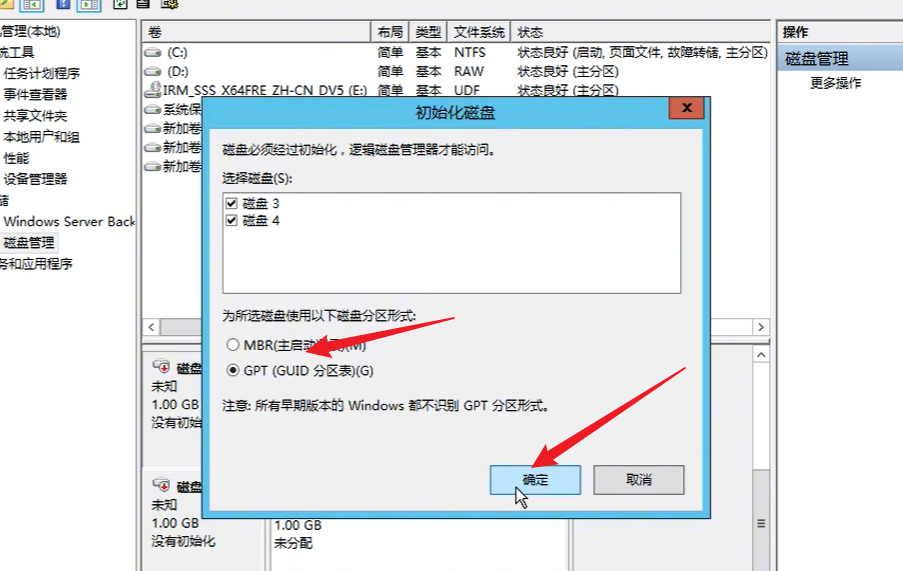 卷 布局 类型 文件系统 状态
操作
管理(本地)
(C:) 简单 基本 NTFS 状态良好 (启动, 页面文件, 故障转储, 主分区)
统工具
磁盘管理
(D:) 简单 基本 RAW 状态良好 (主分区)
任务计划程序
更多操作
IRM_SSS_X64FRE_ZH-CN_DV5 (E:) 简单 基本 UDF 状态良好 (主分区)
事件查看器
系统保
共享文件夹
新加卷
本地用户和组
新加卷
性能
新加卷
设备管理器
储
Windows Server Back
磁盘管理
务和应用程序
初始化磁盘
x
磁盘必须经过初始化，逻辑磁盘管理器才能访问。
选择磁盘(S):
磁盘 3
磁盘 4
为所选磁盘使用以下磁盘分区形式:
MBR(主启动 (M)
GPT (GUID 分区表)(G)
注意: 所有早期版本的 Windows 都不识别 GPT 分区形式。
确定 取消
磁盘
未知
1.00 GB
没有初始
磁盘
未知
1.00 GB
没有初始化
1.00 GB
未分配